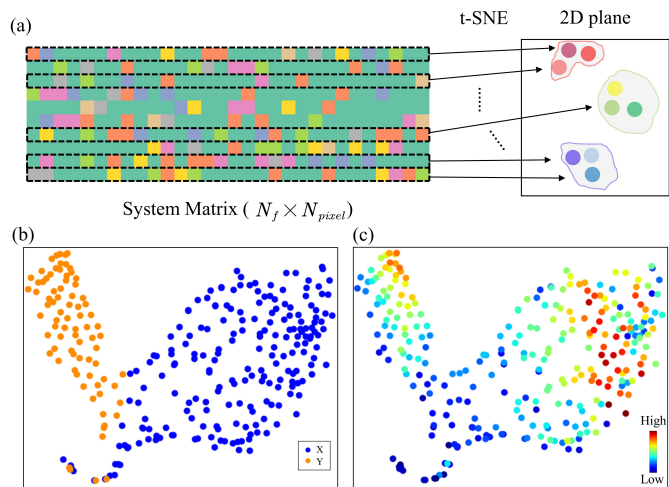 (a)
t-SNE
2D plane
System Matrix ( N_f × N_pixel )
(b)
(c)
X
Y
High
Low